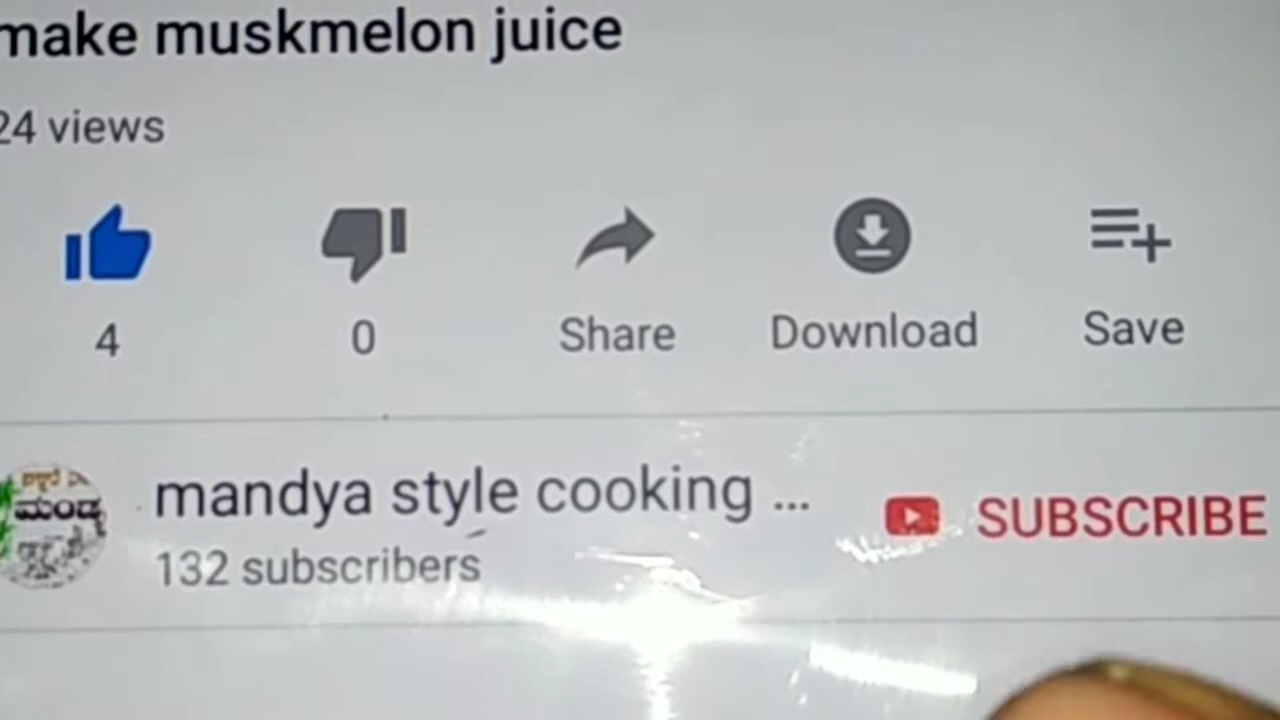 make muskmelon juice
24 views
4
0
Share
Download
Save
ಮಂಡ್ಯ
mandya style cooking ...
132 subscribers
SUBSCRIBE